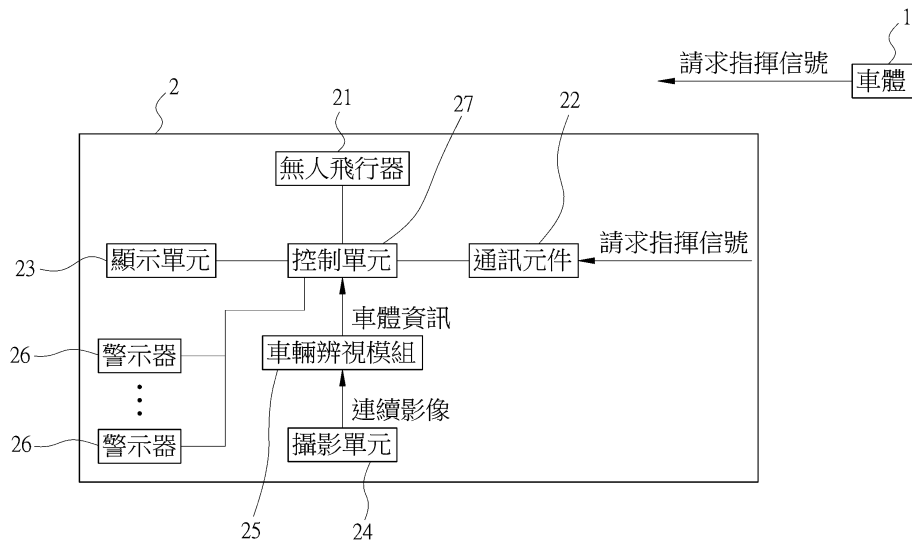 1
請求指揮信號
車體
2
21
27
22
無人飛行器
請求指揮信號
23
顯示單元
控制單元
通訊元件
車體資訊
26
警示器
車輛辨視模組
連續影像
26
警示器
攝影單元
25
24